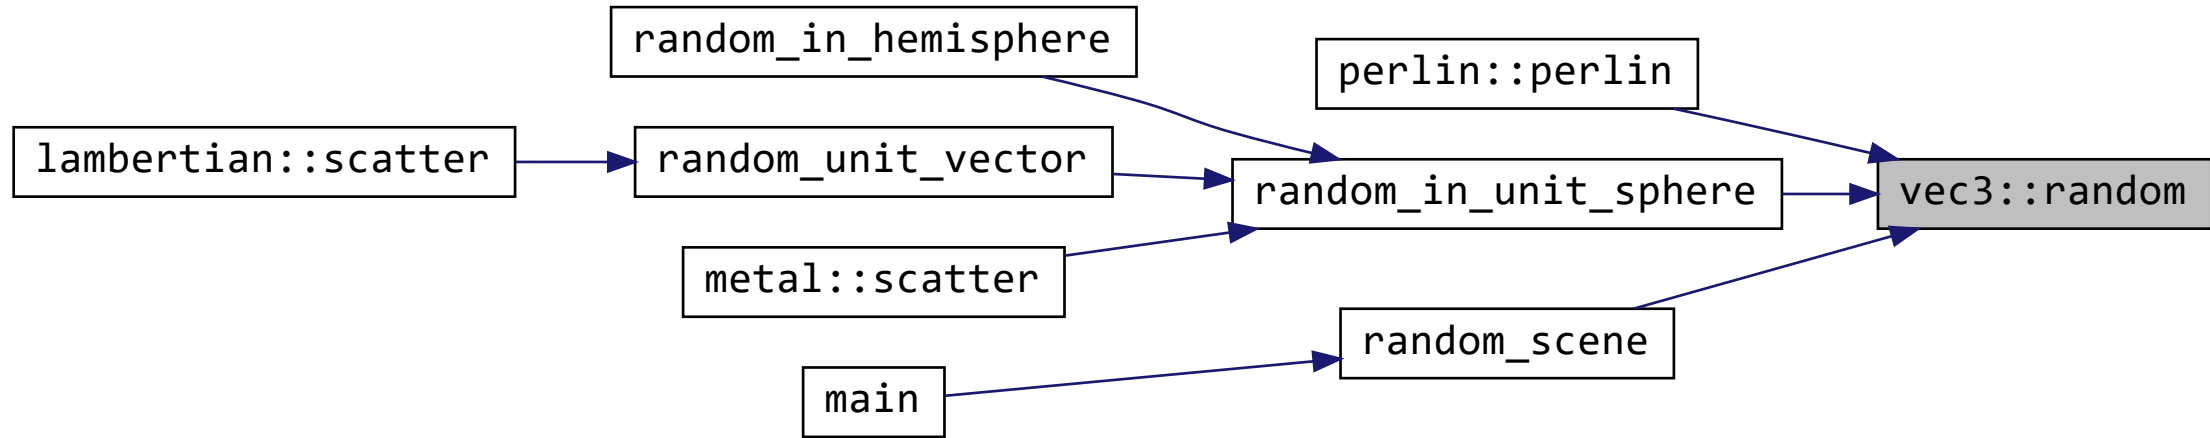 random_in_hemisphere
perlin::perlin
lambertian::scatter
random_unit_vector
random_in_unit_sphere
vec3::random
metal::scatter
random_scene
main